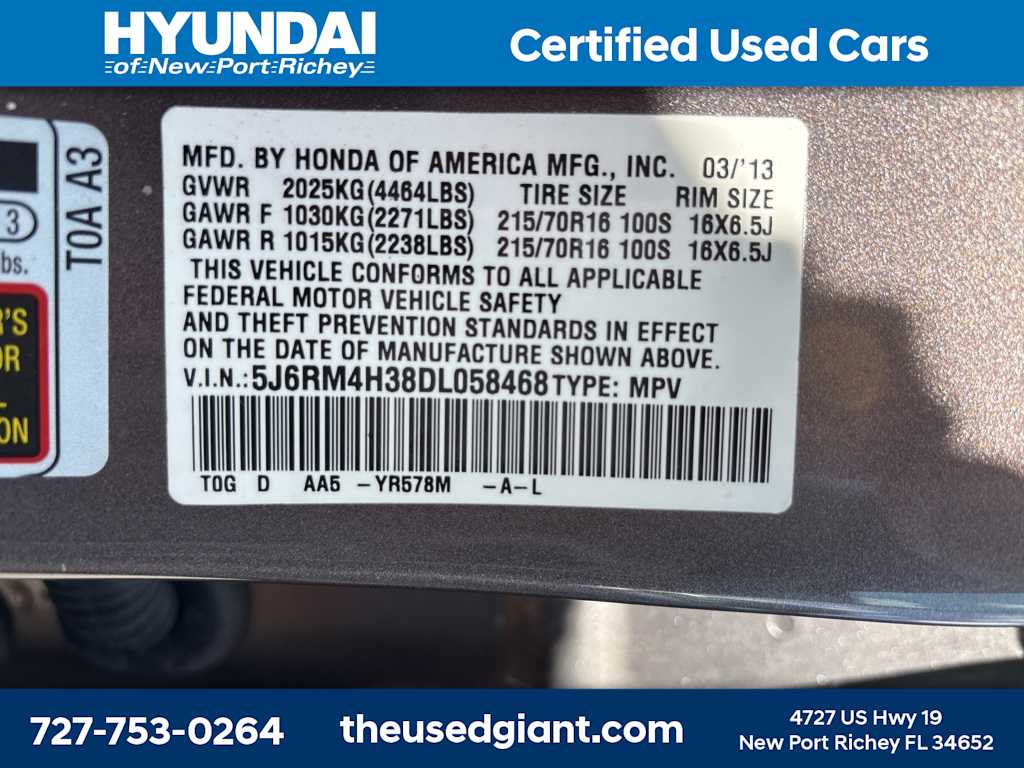 HYUNDAI
of New Port Richey
Certified Used Cars
T0A A3
3
bs.
R'S
OR
ON
MFD. BY HONDA OF AMERICA MFG., INC. 03/'13
GVWR 2025KG(4464LBS) TIRE SIZE RIM SIZE
GAWR F 1030KG(2271LBS) 215/70R16 100S 16X6.5J
GAWR R 1015KG(2238LBS) 215/70R16 100S 16X6.5J
THIS VEHICLE CONFORMS TO ALL APPLICABLE
FEDERAL MOTOR VEHICLE SAFETY
AND THEFT PREVENTION STANDARDS IN EFFECT
ON THE DATE OF MANUFACTURE SHOWN ABOVE.
V.I.N.: 5J6RM4H38DL058468 TYPE: MPV
T0G D AA5 -YR578M -A-L
727-753-0264
theusedgiant.com
4727 US Hwy 19
New Port Richey FL 34652